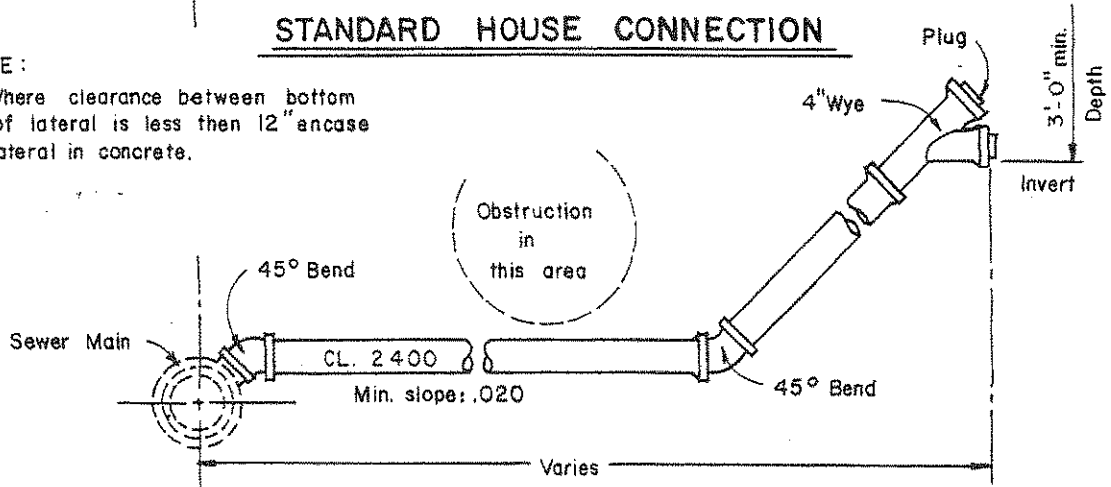 STANDARD HOUSE CONNECTION
E :
here clearance between bottom
of lateral is less then 12" encase
ateral in concrete.
Plug
4" Wye
3'-0" min.
Depth
Invert
Obstruction
in
this area
45° Bend
Sewer Main
CL. 2400
Min. slope: .020
45° Bend
Varies